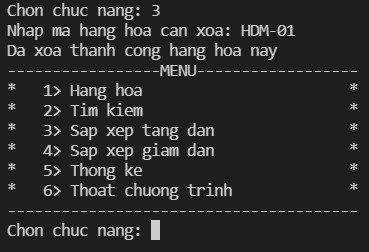 Chon chuc nang: 3
Nhap ma hang hoa can xoa: HDM-01
Da xoa thanh cong hang hoa nay
-----------------MENU------------------
*   1> Hang hoa                       *
*   2> Tim kiem                       *
*   3> Sap xep tang dan               *
*   4> Sap xep giam dan               *
*   5> Thong ke                       *
*   6> Thoat chuong trinh             *
---------------------------------------
Chon chuc nang: